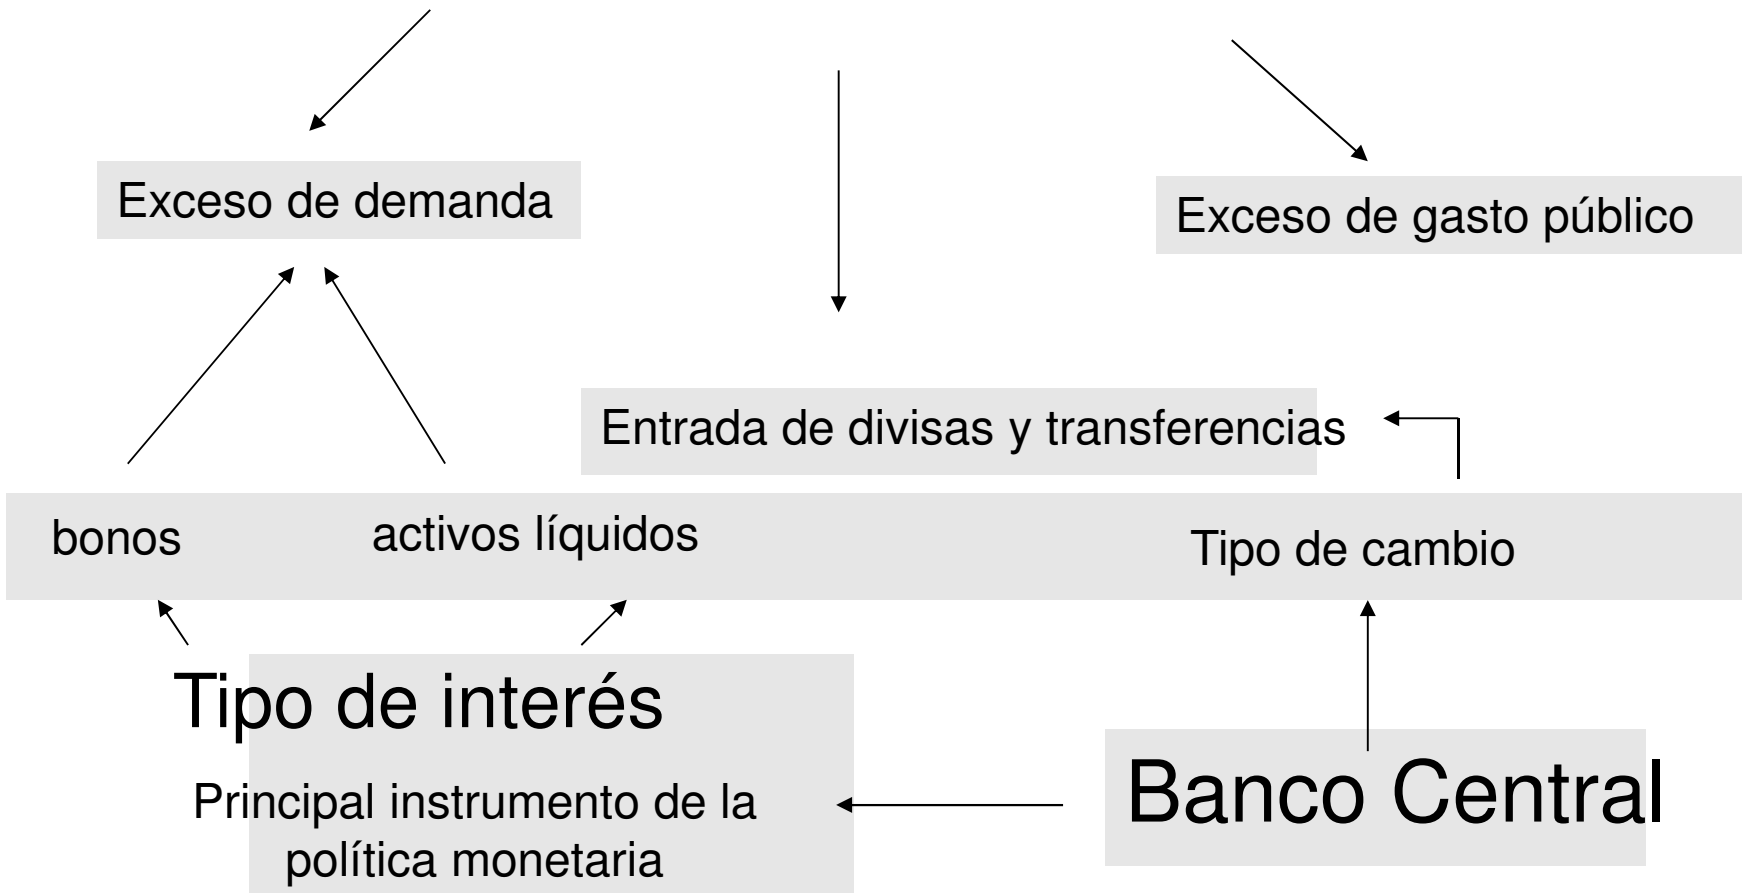 Exceso de demanda
Exceso de gasto público
Entrada de divisas y transferencias
bonos
activos líquidos
Tipo de cambio
Tipo de interés
Principal instrumento de la
política monetaria
Banco Central